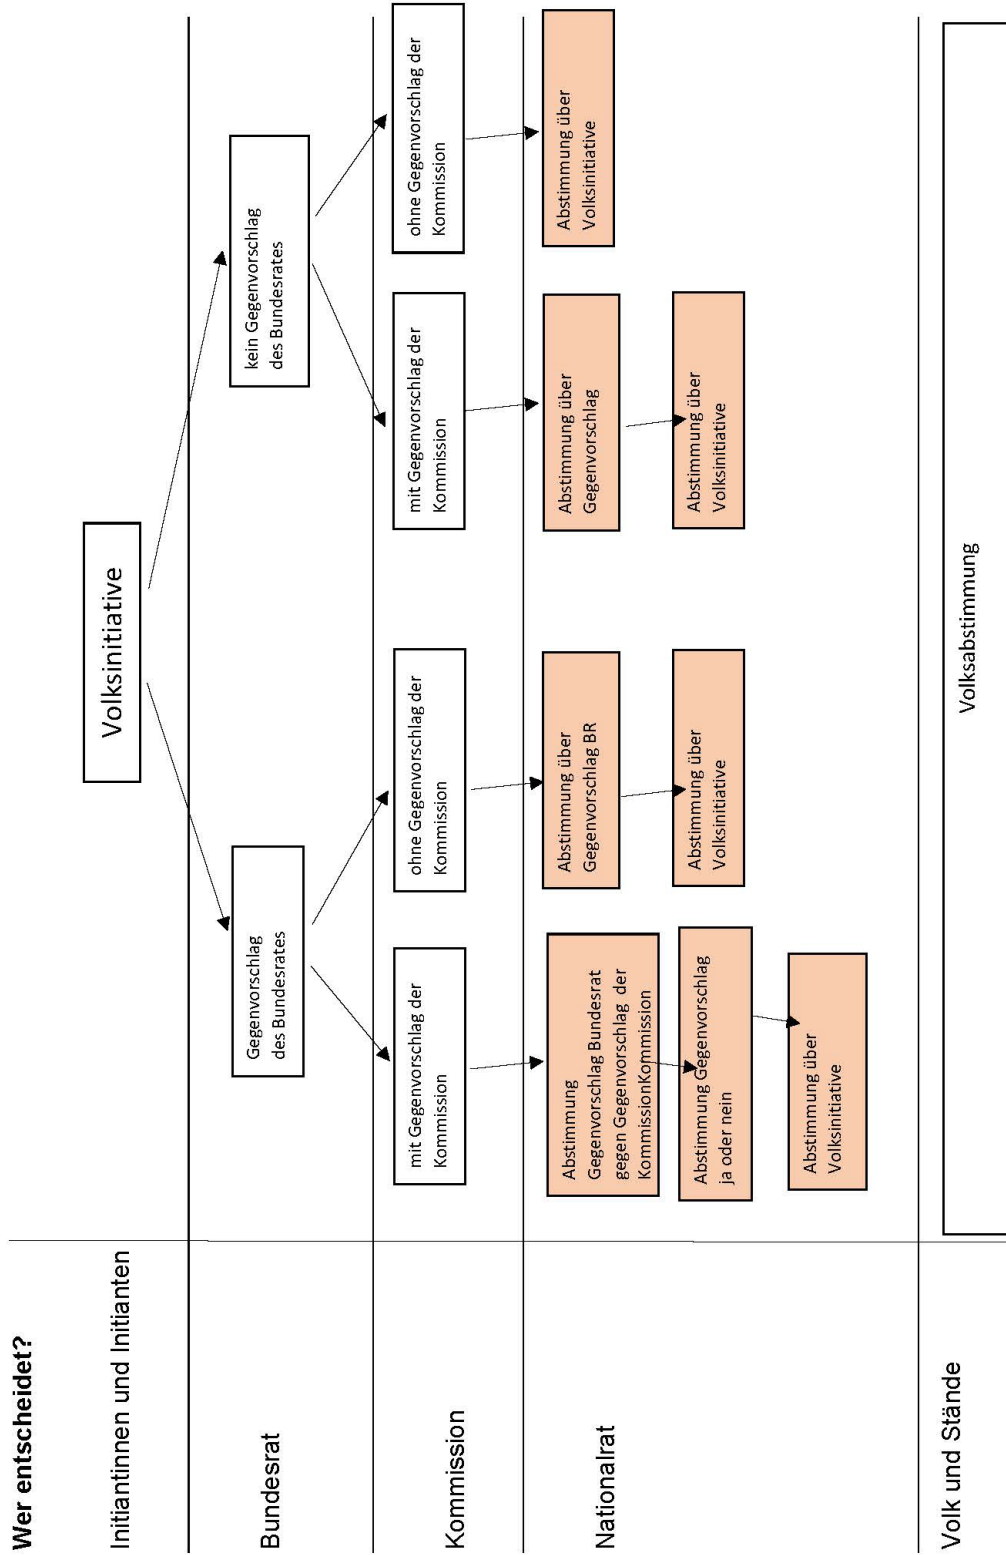 Wer entscheidet?
Initiantinnen und Initianten
Volksinitiative
Bundesrat
Gegenvorschlag
des Bundesrates
kein Gegenvorschlag
des Bundesrates
Kommission
mit Gegenvorschlag der
Kommission
ohne Gegenvorschlag der
Kommission
mit Gegenvorschlag der
Kommission
ohne Gegenvorschlag der
Kommission
Nationalrat
Abstimmung
Gegenvorschlag Bundesrat
gegen Gegenvorschlag der
KommissionKommission
Abstimmung über
Gegenvorschlag BR
Abstimmung über
Gegenvorschlag
Abstimmung über
Volksinitiative
Abstimmung Gegenvorschlag
ja oder nein
Abstimmung über
Volksinitiative
Abstimmung über
Volksinitiative
Abstimmung über
Volksinitiative
Volk und Stände
Volksabstimmung